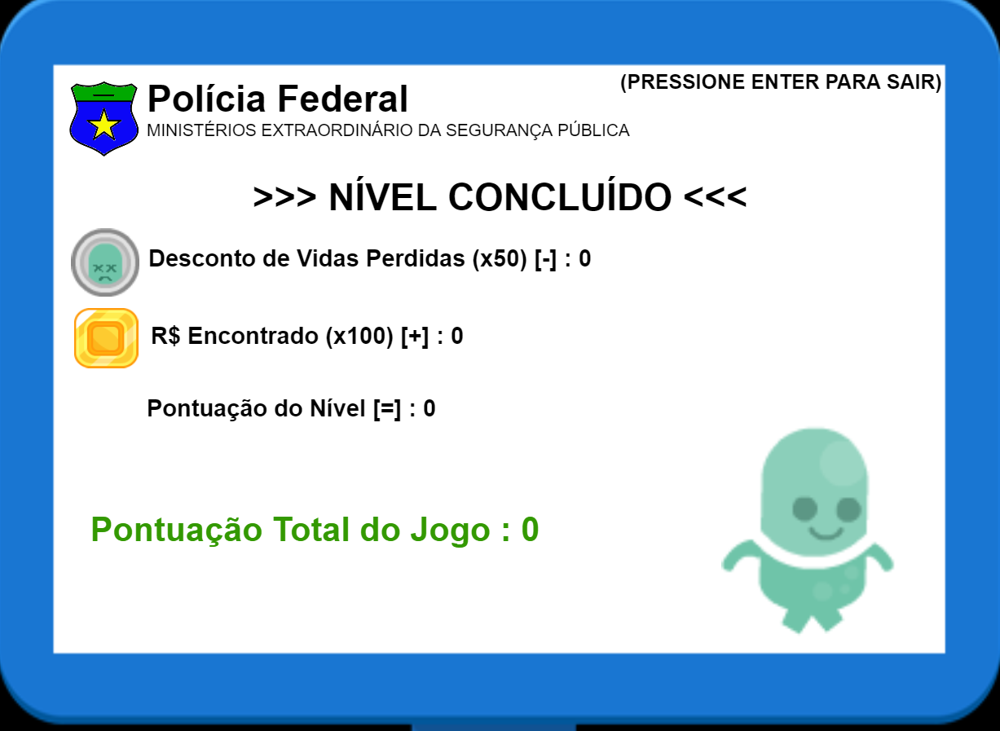 Polícia Federal
(PRESSIONE ENTER PARA SAIR)
MINISTÉRIOS EXTRAORDINÁRIO DA SEGURANÇA PÚBLICA
>>> NÍVEL CONCLUÍDO <<<
Desconto de Vidas Perdidas (x50) [-] : 0
R$ Encontrado (x100) [+] : 0
Pontuação do Nível [=] : 0
Pontuação Total do Jogo : 0